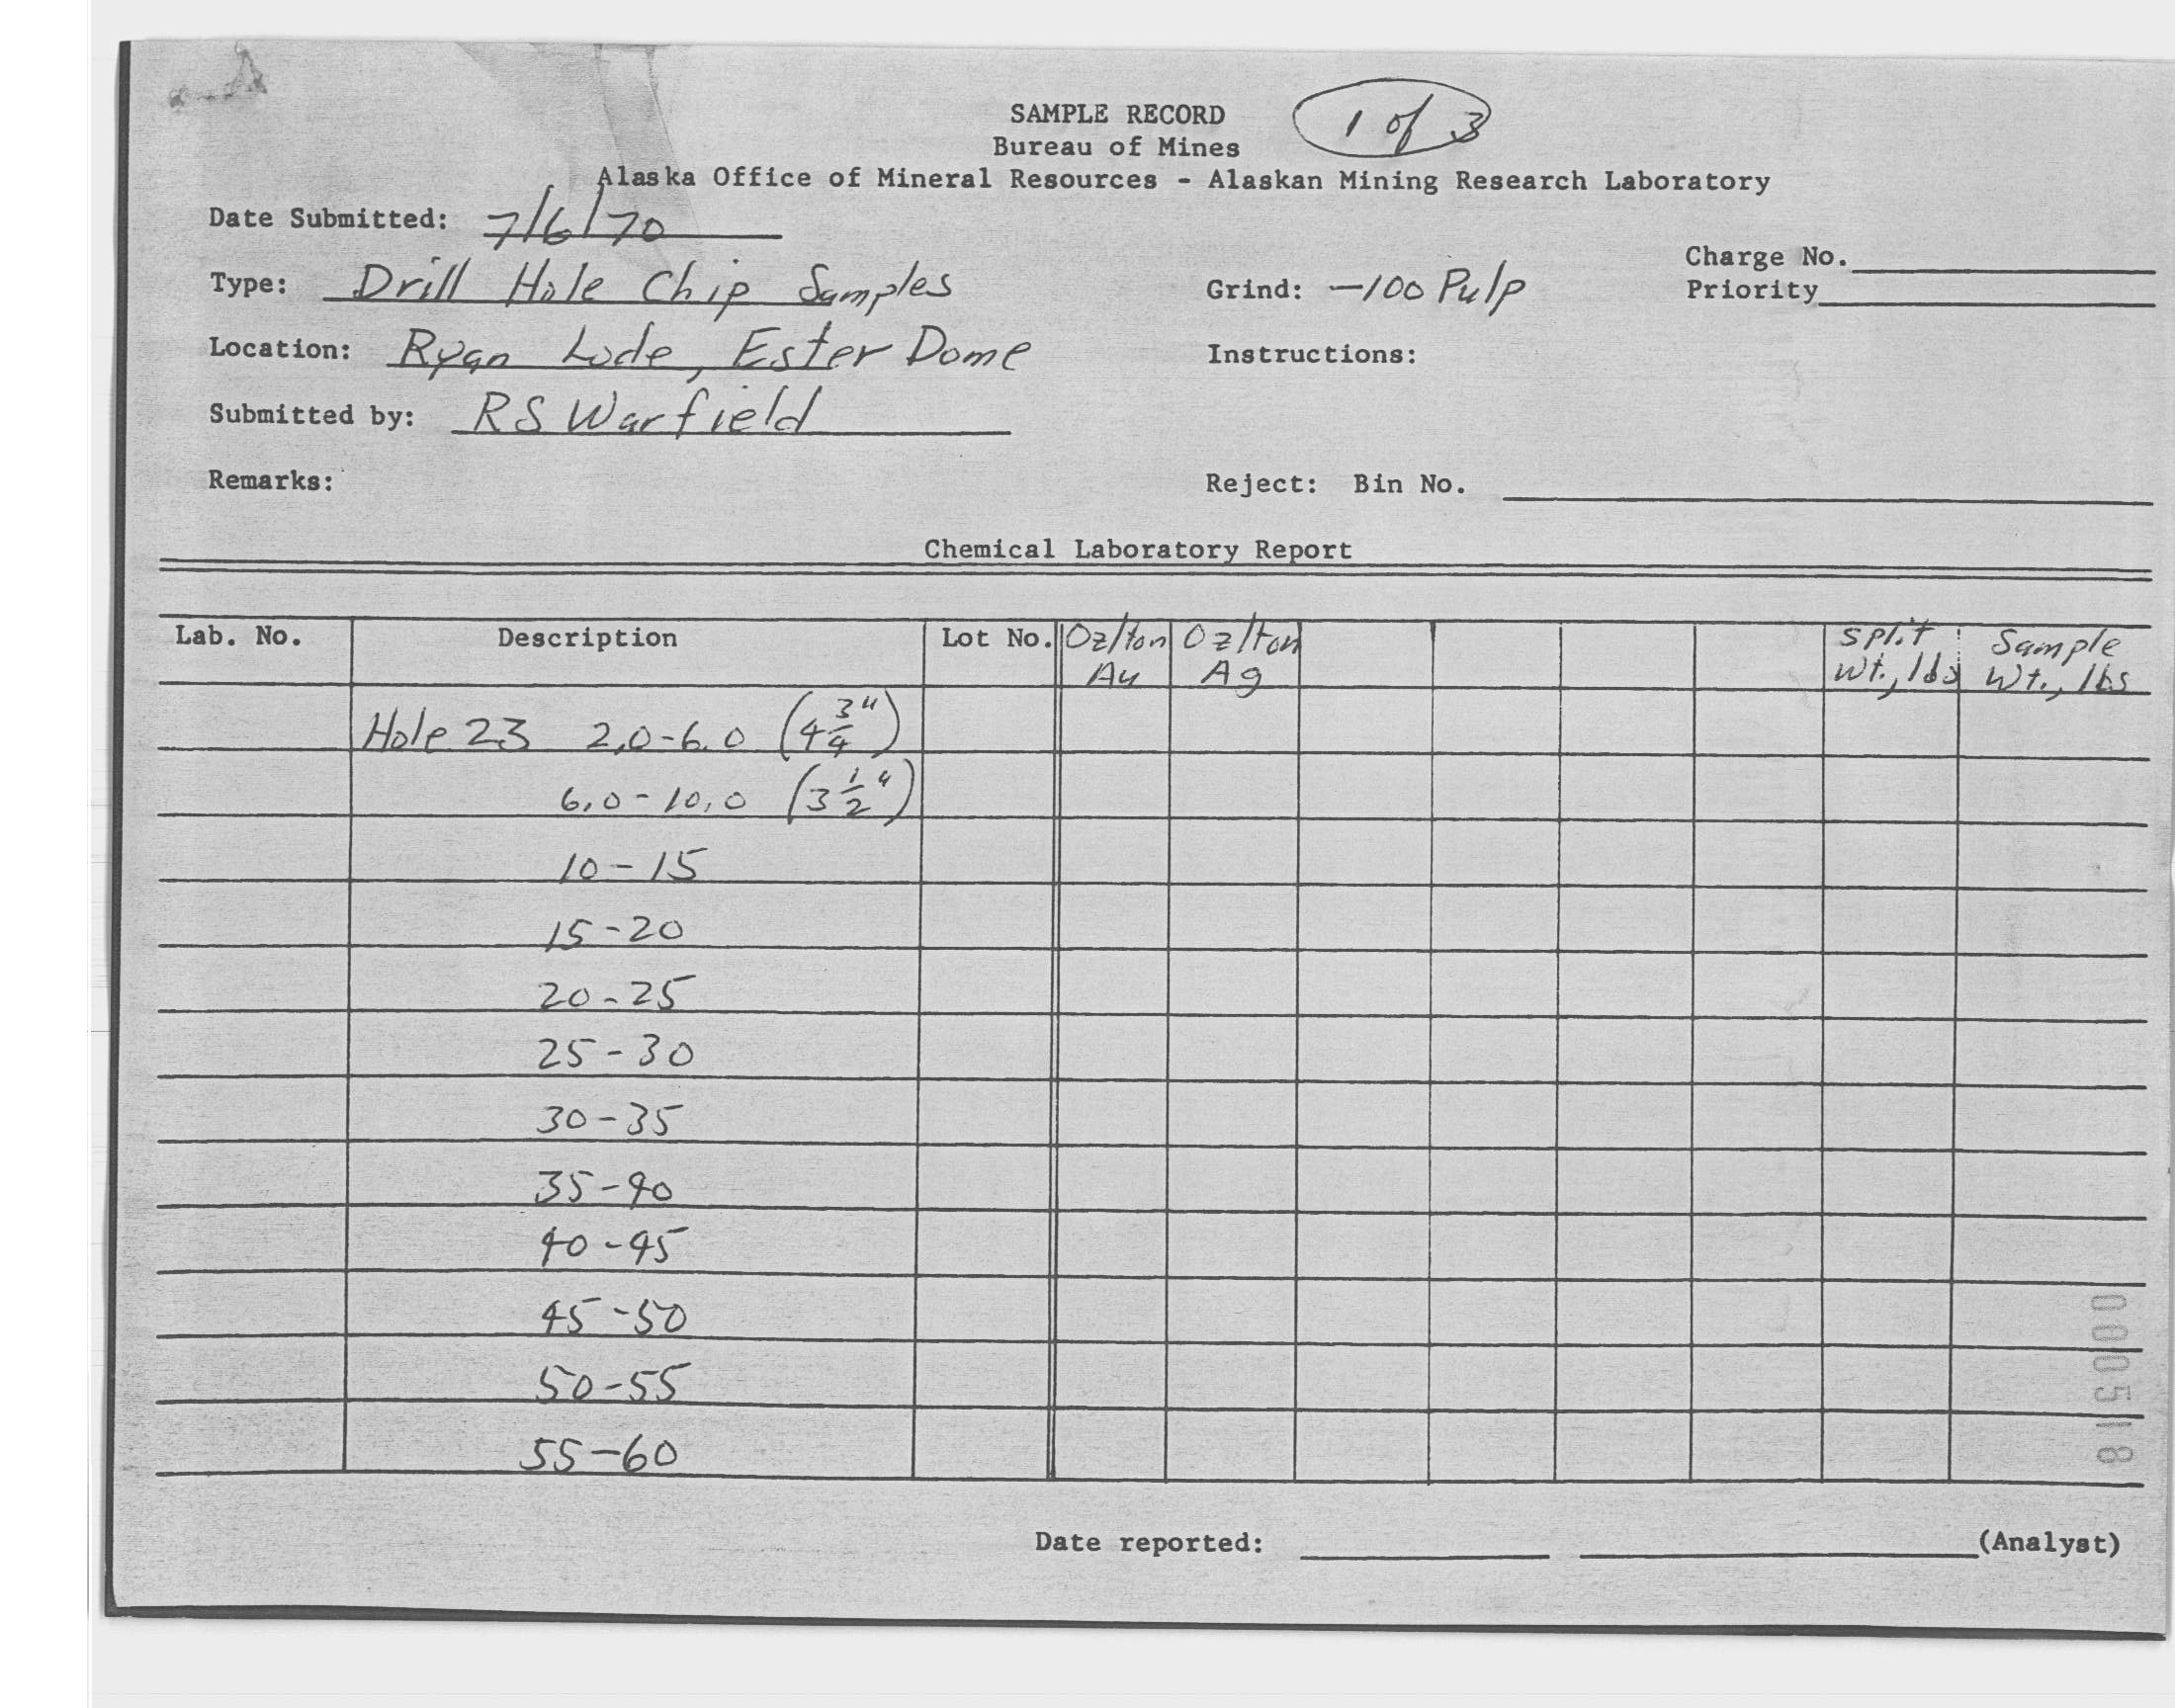 SAMPLE RECORD
1 of 3
Bureau of Mines
Alaska Office of Mineral Resources - Alaskan Mining Research Laboratory
Date Submitted: 7/6/70
Charge No.
Type: Drill Hole Chip Samples
Grind: -100 Pulp
Priority
Location: Ryan Lode, Ester Dome
Instructions:
Submitted by: RS Warfield
Remarks:
Reject: Bin No.
Chemical Laboratory Report
Lab. No. Description Lot No. Oz/ton Au Oz/ton Ag split Wt., lbs Sample Wt., lbs
Hole 23 2.0-6.0 (4 3/4")
6.0-10.0 (3 1/2")
10-15
15-20
20-25
25-30
30-35
35-40
40-45
45-50
50-55
55-60
000518
Date reported: (Analyst)